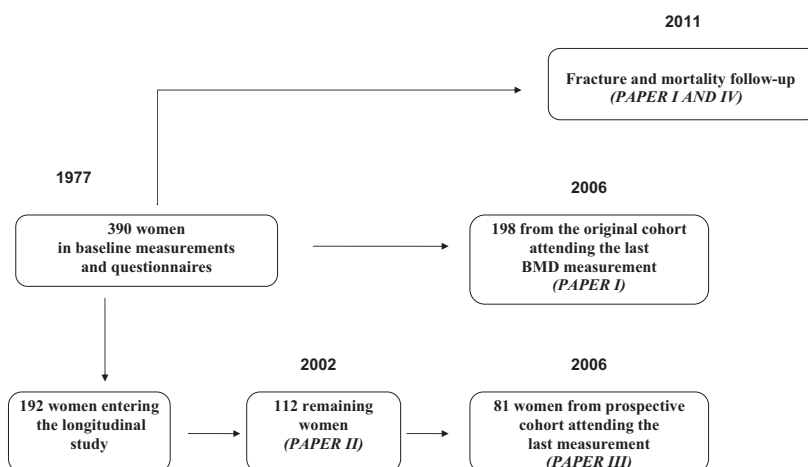 2011
Fracture and mortality follow-up
(PAPER I AND IV)
1977
390 women
in baseline measurements
and questionnaires
2006
198 from the original cohort
attending the last
BMD measurement
(PAPER I)
192 women entering
the longitudinal
study
2002
112 remaining
women
(PAPER II)
2006
81 women from prospective
cohort attending the
last measurement
(PAPER III)